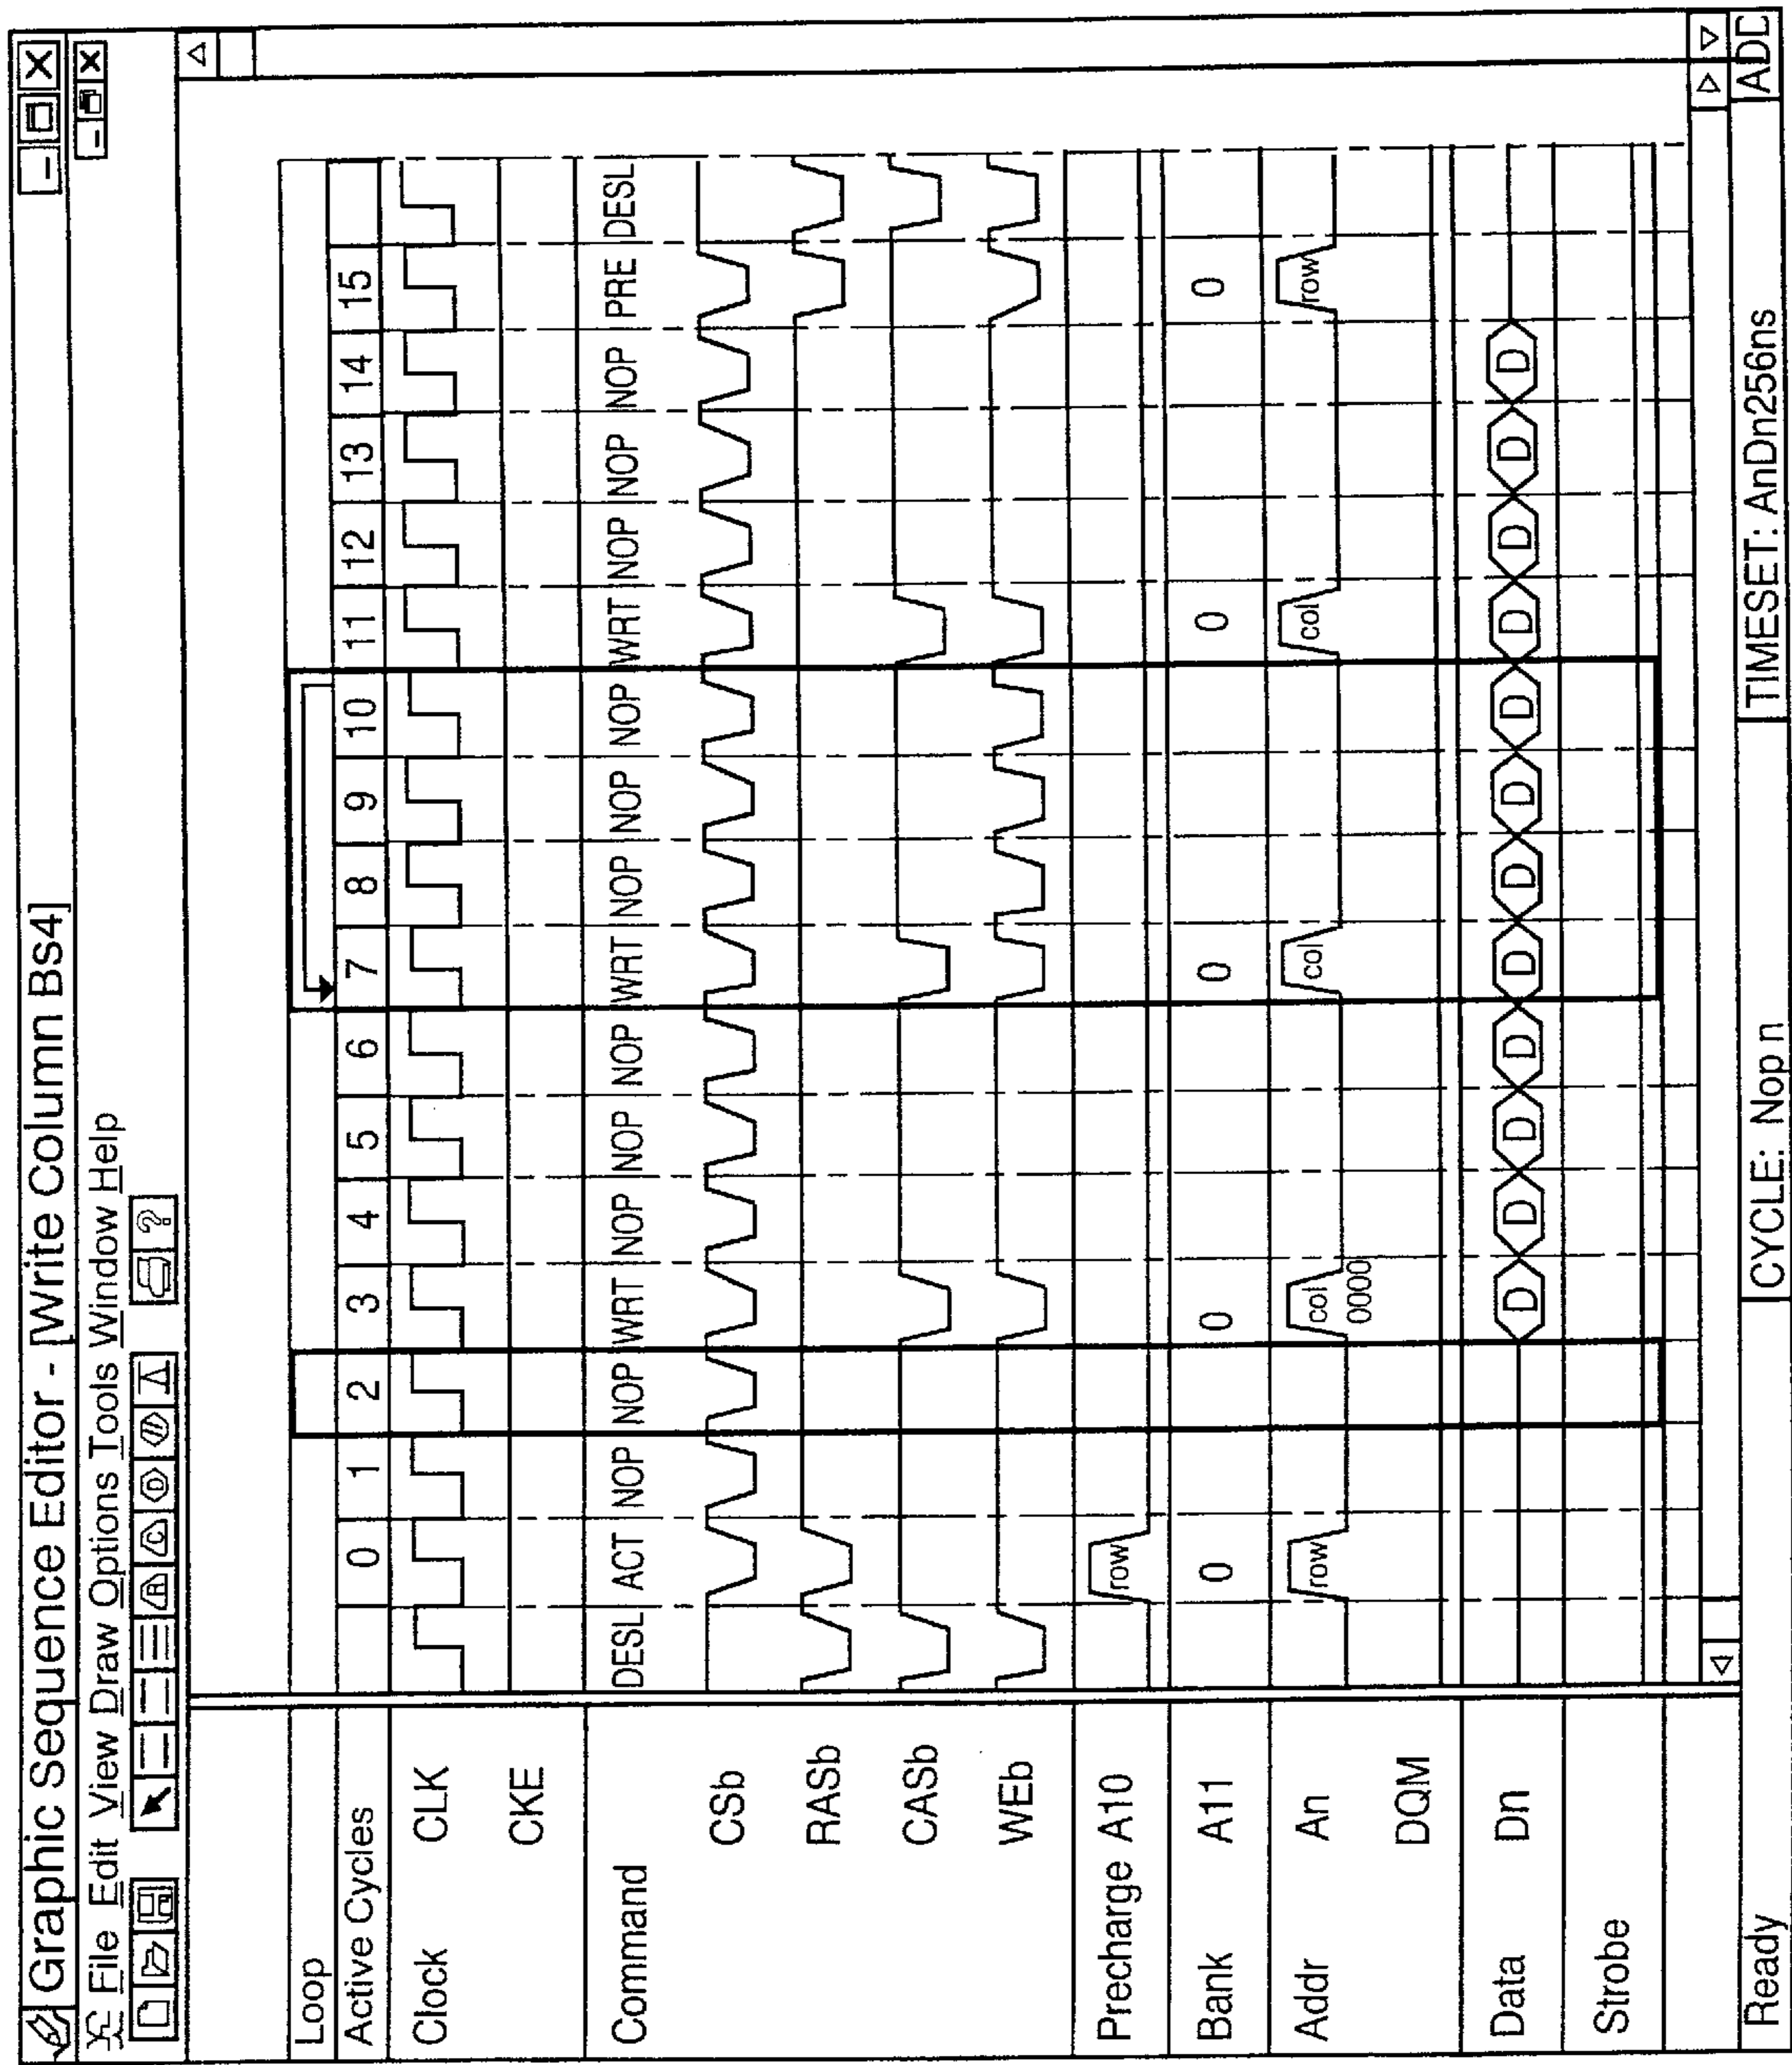 Graphic Sequence Editor - [Write Column Bs4]
File Edit View Draw Options Tools Window Help
R C D ?
Loop
Active Cycles 0 1 2 3 4 5 6 7 8 9 10 11 12 13 14 15
Clock CLK
CKE
Command DESL ACT NOP NOP WRT NOP NOP NOP WRT NOP NOP NOP WRT NOP NOP NOP PRE DESL
CSb
RASb
CASb
WEb
Precharge A10 row
Bank A11 0 0 0 0 0
Addr An row col col col row
0000
DQM
Data Dn D D D D D D D D D D D D
Strobe
Ready CYCLE: Nop n TIMESET: AnDn256ns ADD